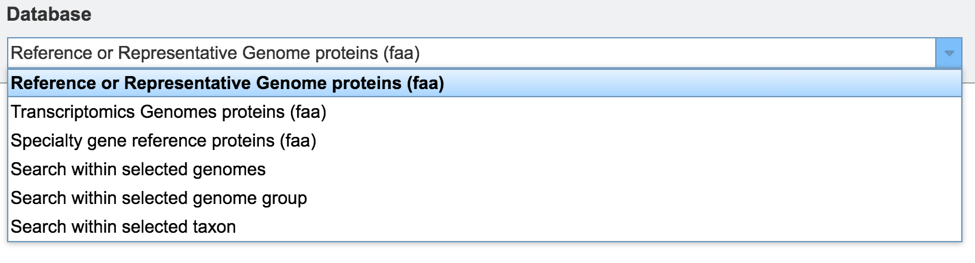 Database
Reference or Representative Genome proteins (faa)
Reference or Representative Genome proteins (faa)
Transcriptomics Genomes proteins (faa)
Specialty gene reference proteins (faa)
Search within selected genomes
Search within selected genome group
Search within selected taxon